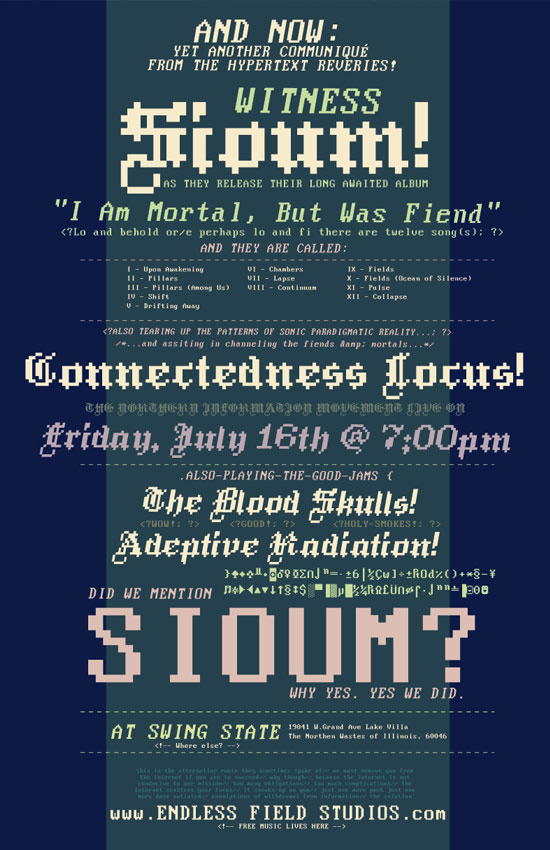 AND NOW:
YET ANOTHER COMMUNIQUÉ
FROM THE HYPERTEXT REVERIES!
WITNESS
Sioum!
AS THEY RELEASE THEIR LONG AWAITED ALBUM
"I Am Mortal, But Was Fiend"
<?Lo and behold or/e perhaps lo and fi there are twelve song(s); ?>
AND THEY ARE CALLED:
I - Upon Awakening
II - Pillars
III - Pillars (Among Us)
IV - Shift
V - Drifting Away
VI - Chambers
VII - Lapse
VIII - Continuum
IX - Fields
X - Fields (Ocean of Silence)
XI - Pulse
XII - Collapse
<?ALSO TEARING UP THE PATTERNS OF SONIC PARADIGMATIC REALITY...; ?>
/*...and assiting in channeling the fiends &amp; mortals...*/
Connectedness Locus!
THE NORTHERN INFORMATION MOVEMENT LIVE ON
Friday, July 16th @ 7:00pm
.ALSO-PLAYING-THE-GOOD-JAMS {
The Blood Skulls!
<?WOW!; ?> <?GOOD!; ?> <?HOLY-SMOKES!; ?>
Adeptive Radiation!
DID WE MENTION
SIOUM?
WHY YES. YES WE DID.
AT SWING STATE
<!-- Where else? -->
19041 W.Grand Ave Lake Villa
The Northen Wastes of Illinois, 60046
www.ENDLESS FIELD STUDIOS.com
<!-- FREE MUSIC LIVES HERE -->